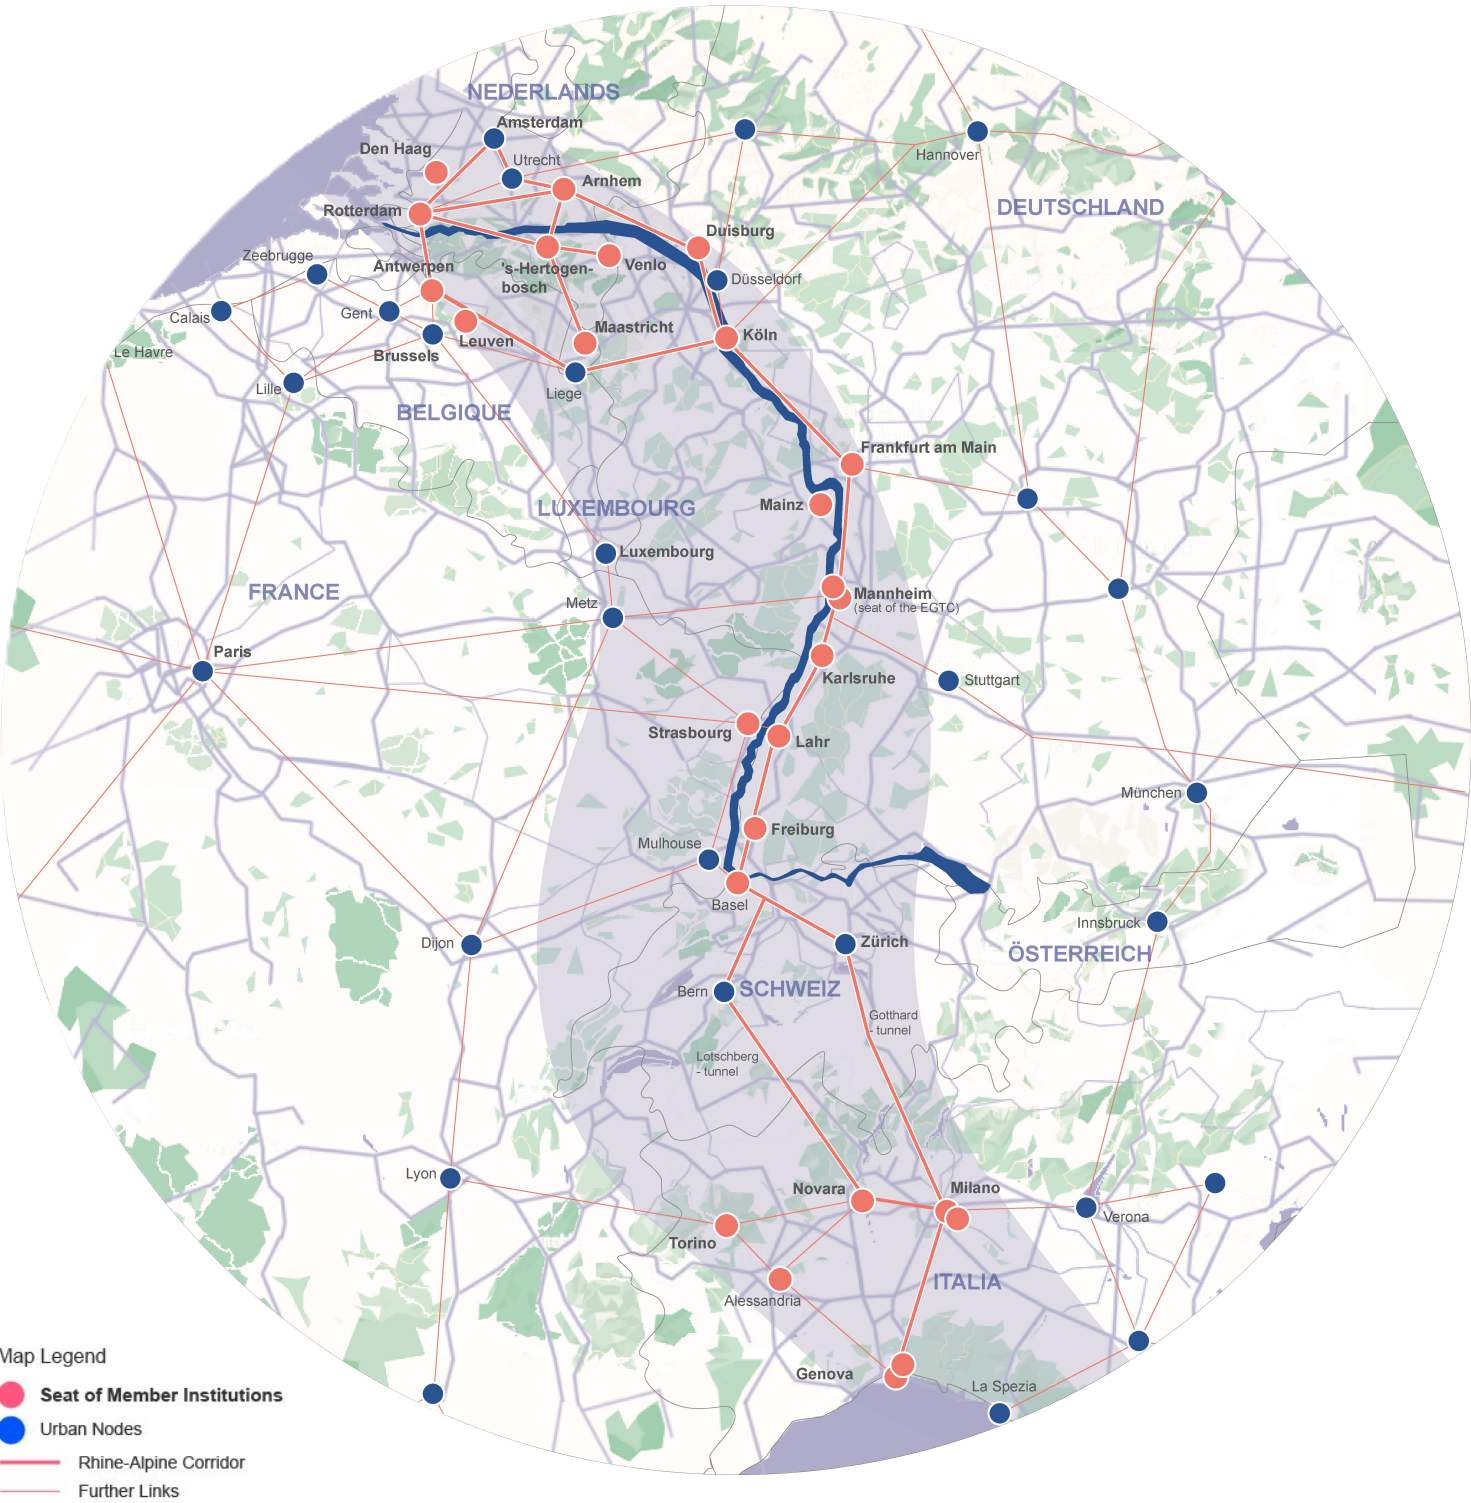 NEDERLANDS
Amsterdam
Den Haag
Utrecht
Arnhem
Hannover
Rotterdam
DEUTSCHLAND
Duisburg
Zeebrugge
Antwerpen
's-Hertogen-
bosch
Venlo
Düsseldorf
Calais
Gent
Maastricht
Köln
Le Havre
Brussels
Leuven
Lille
Liege
BELGIQUE
Frankfurt am Main
LUXEMBOURG
Mainz
Luxembourg
FRANCE
Metz
Mannheim
(seat of the EGTC)
Paris
Karlsruhe
Stuttgart
Strasbourg
Lahr
München
Freiburg
Mulhouse
Basel
Innsbruck
Dijon
Zürich
ÖSTERREICH
Bern
SCHWEIZ
Gotthard
- tunnel
Lotschberg
- tunnel
Lyon
Novara
Milano
Verona
Torino
ITALIA
Alessandria
Genova
La Spezia
Map Legend
Seat of Member Institutions
Urban Nodes
Rhine-Alpine Corridor
Further Links